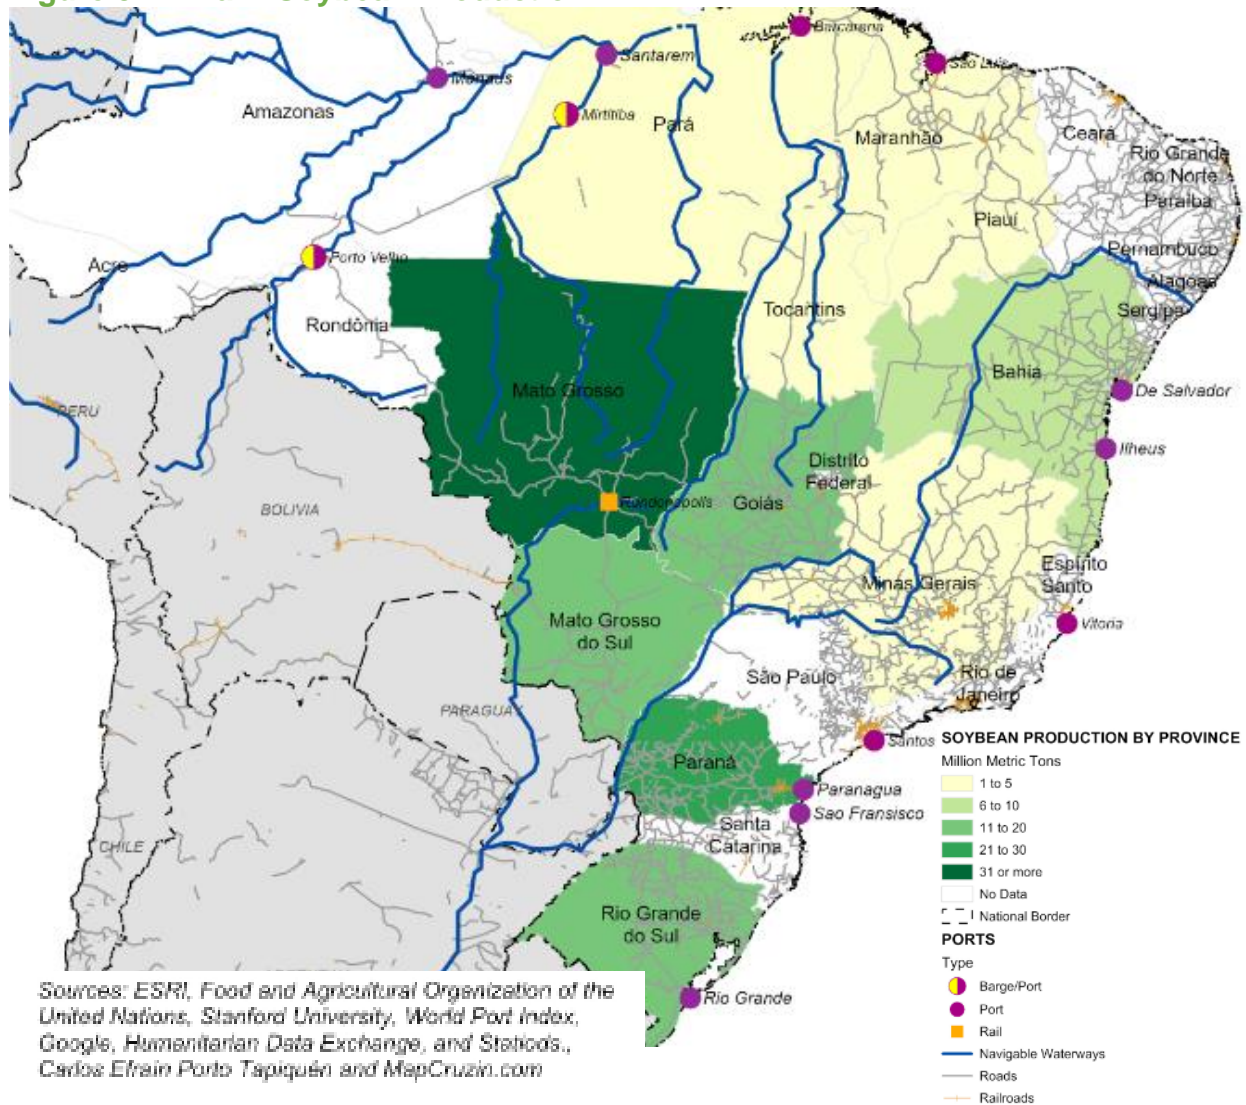 Barcarena
Santarem
São Luis
Manaus
Amazonas
Mirtitiba
Pará
Maranhão
Ceará
Rio Grande
do Norte
Paraíba
Piauí
Pernambuco
Acre
Porto Velho
Alagoas
Sergipe
Tocantins
Rondônia
Bahia
Mato Grosso
De Salvador
PERU
Ilheus
Distrito
Federal
Rondonopolis
Goiás
BOLIVIA
Espírito
Santo
Minas Gerais
Vitoria
Mato Grosso
do Sul
São Paulo
Rio de
Janeiro
PARAGUAY
Santos
Paraná
Paranagua
Sao Fransisco
Santa
Catarina
CHILE
Rio Grande
do Sul
Rio Grande
SOYBEAN PRODUCTION BY PROVINCE
Million Metric Tons
1 to 5
6 to 10
11 to 20
21 to 30
31 or more
No Data
National Border
PORTS
Type
Barge/Port
Port
Rail
Navigable Waterways
Roads
Railroads
Sources: ESRI, Food and Agricultural Organization of the
United Nations, Stanford University, World Port Index,
Google, Humanitarian Data Exchange, and Statoids.,
Carlos Efraín Porto Tapiquén and MapCruzin.com